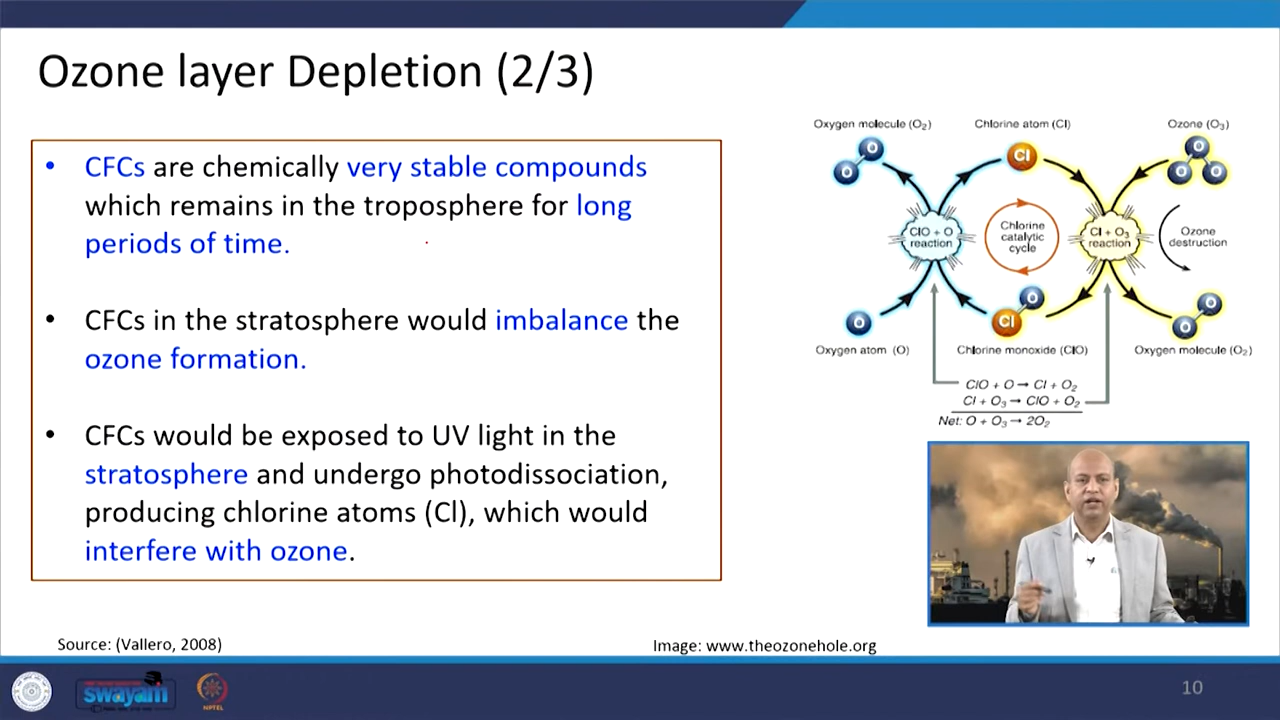 Ozone layer Depletion (2/3)
• CFCs are chemically very stable compounds
which remains in the troposphere for long
periods of time.
• CFCs in the stratosphere would imbalance the
ozone formation.
• CFCs would be exposed to UV light in the
stratosphere and undergo photodissociation,
producing chlorine atoms (Cl), which would
interfere with ozone.
Oxygen molecule (O₂)
Chlorine atom (Cl)
Ozone (O₃)
O
O
Cl
O
O
O
ClO + O
reaction
Chlorine
catalytic
cycle
Cl + O₃
reaction
Ozone
destruction
O
Cl
O
O
O
Oxygen atom (O)
Chlorine monoxide (ClO)
Oxygen molecule (O₂)
ClO + O → Cl + O₂
Cl + O₃ → ClO + O₂
Net: O + O₃ → 2O₂
Source: (Vallero, 2008)
Image: www.theozonehole.org
swayam
NPTEL
10